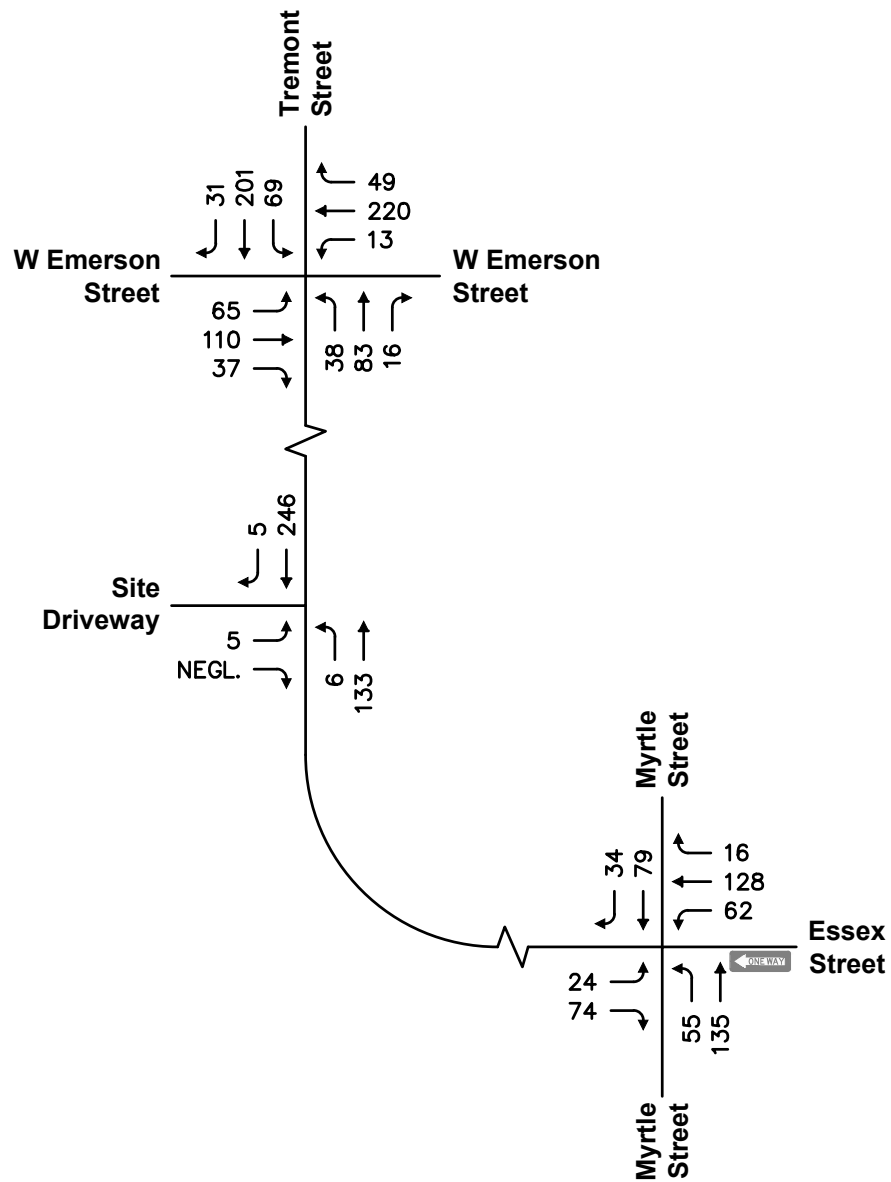 Tremont
Street
31
201
69
49
220
13
W Emerson
Street
W Emerson
Street
65
110
37
38
83
16
5
246
Site
Driveway
5
NEGL.
6
133
Myrtle
Street
34
79
16
128
62
Essex
Street
ONE WAY
24
74
55
135
Myrtle
Street